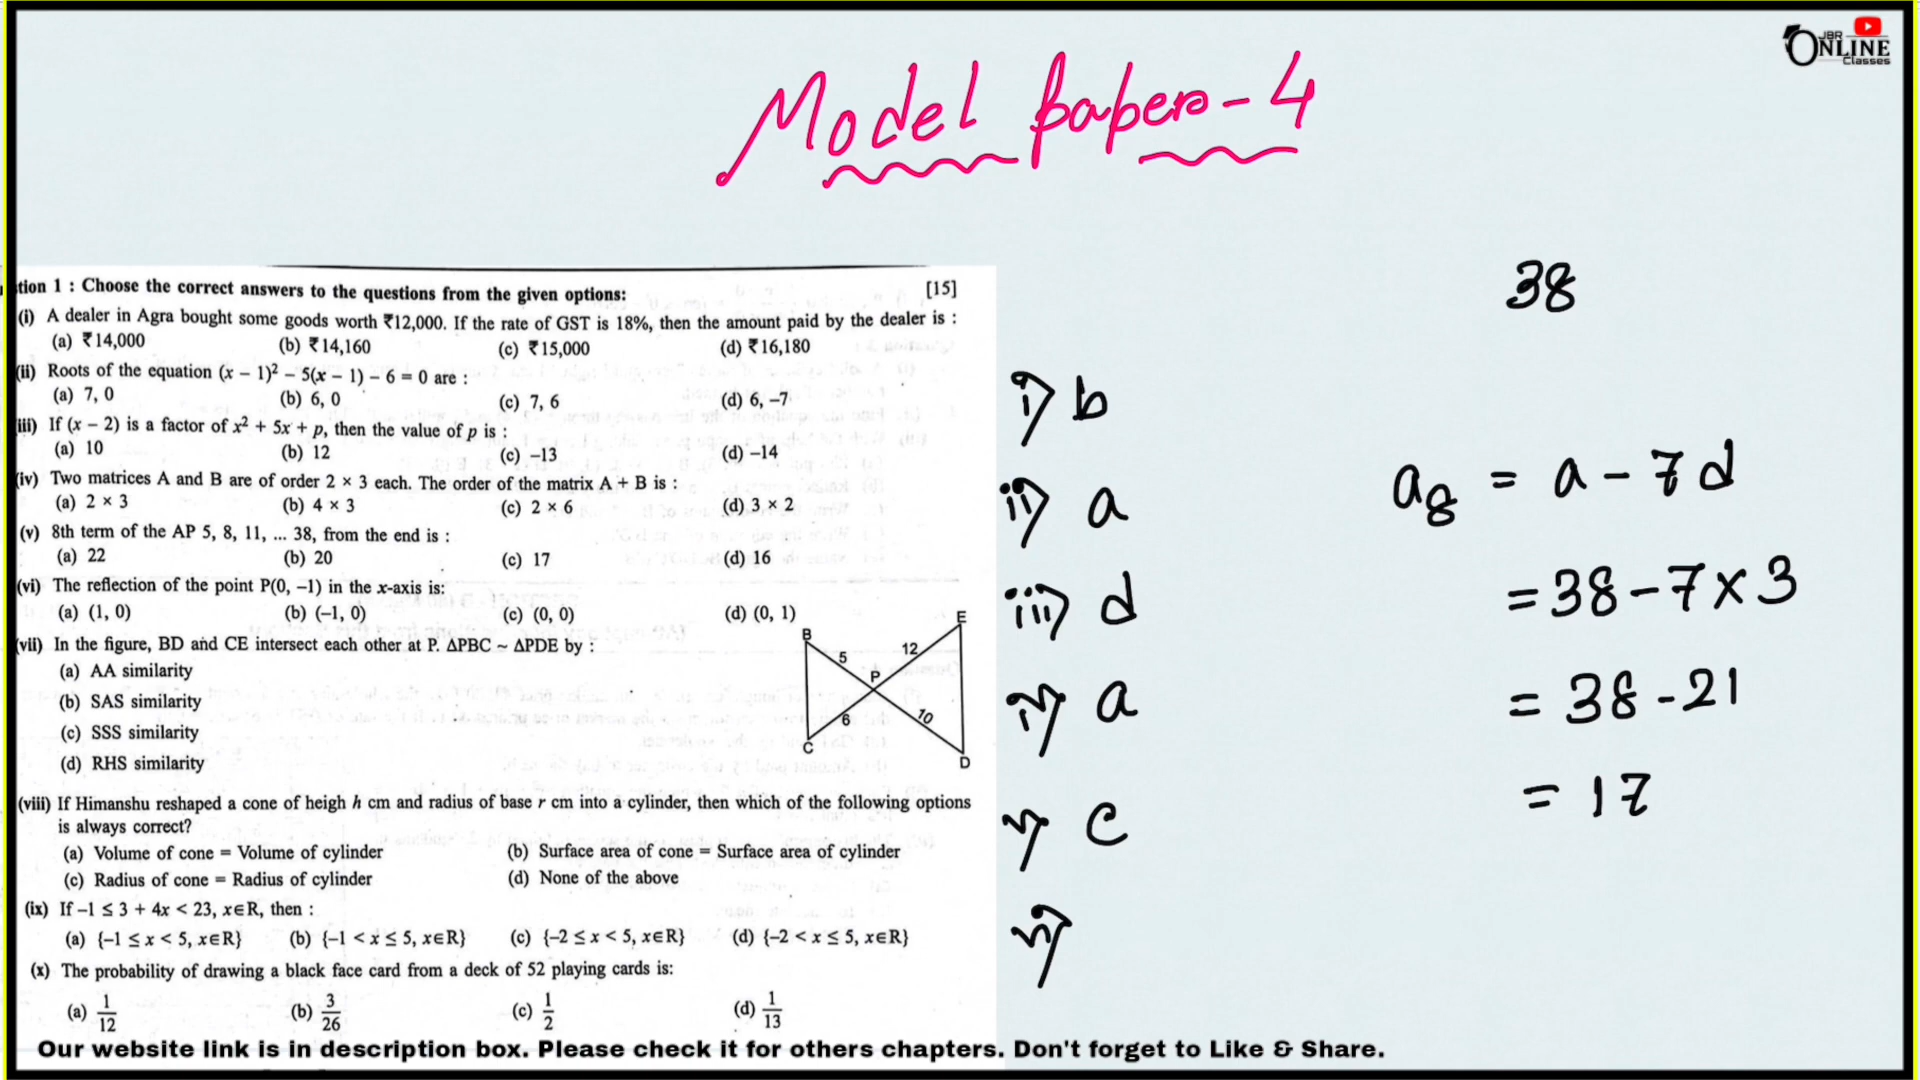 JBR
ONLINE
Classes
Model paper - 4
tion 1 : Choose the correct answers to the questions from the given options: [15]
(i) A dealer in Agra bought some goods worth ₹12,000. If the rate of GST is 18%, then the amount paid by the dealer is :
(a) ₹14,000 (b) ₹14,160 (c) ₹15,000 (d) ₹16,180
(ii) Roots of the equation (x – 1)² – 5(x – 1) – 6 = 0 are :
(a) 7, 0 (b) 6, 0 (c) 7, 6 (d) 6, –7
iii) If (x – 2) is a factor of x² + 5x + p, then the value of p is :
(a) 10 (b) 12 (c) –13 (d) –14
(iv) Two matrices A and B are of order 2 × 3 each. The order of the matrix A + B is :
(a) 2 × 3 (b) 4 × 3 (c) 2 × 6 (d) 3 × 2
(v) 8th term of the AP 5, 8, 11, ... 38, from the end is :
(a) 22 (b) 20 (c) 17 (d) 16
(vi) The reflection of the point P(0, –1) in the x-axis is:
(a) (1, 0) (b) (–1, 0) (c) (0, 0) (d) (0, 1)
(vii) In the figure, BD and CE intersect each other at P. ΔPBC ~ ΔPDE by :
(a) AA similarity
(b) SAS similarity
(c) SSS similarity
(d) RHS similarity
B E
5 12
P
6 10
C D
(viii) If Himanshu reshaped a cone of heigh h cm and radius of base r cm into a cylinder, then which of the following options
is always correct?
(a) Volume of cone = Volume of cylinder (b) Surface area of cone = Surface area of cylinder
(c) Radius of cone = Radius of cylinder (d) None of the above
(ix) If –1 ≤ 3 + 4x < 23, x∈R, then :
(a) {–1 ≤ x < 5, x∈R} (b) {–1 < x ≤ 5, x∈R} (c) {–2 ≤ x < 5, x∈R} (d) {–2 < x ≤ 5, x∈R}
(x) The probability of drawing a black face card from a deck of 52 playing cards is:
(a) 1/12 (b) 3/26 (c) 1/2 (d) 1/13
i) b
ii) a
iii) d
iv) a
v) c
vi)
38
a8 = a - 7d
= 38 - 7 x 3
= 38 - 21
= 17
Our website link is in description box. Please check it for others chapters. Don't forget to Like & Share.